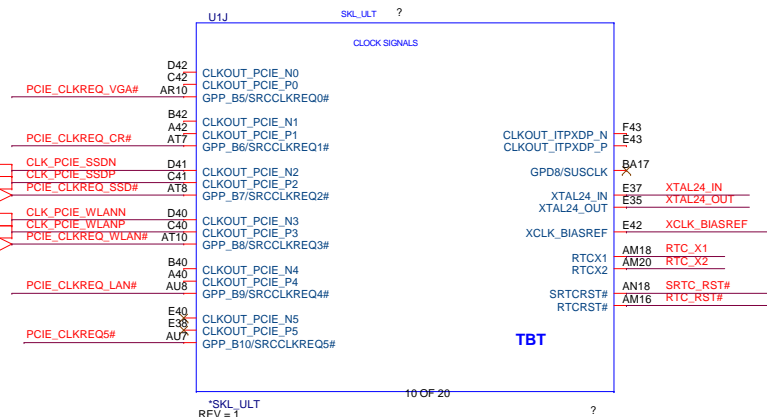 U1J SKL_ULT ?
CLOCK SIGNALS
D42 CLKOUT_PCIE_N0
C42 CLKOUT_PCIE_P0
PCIE_CLKREQ_VGA# AR10 GPP_B5/SRCCLKREQ0#
B42 CLKOUT_PCIE_N1
A42 CLKOUT_PCIE_P1
PCIE_CLKREQ_CR# AT7 GPP_B6/SRCCLKREQ1#
CLK_PCIE_SSDN D41 CLKOUT_PCIE_N2
CLK_PCIE_SSDP C41 CLKOUT_PCIE_P2
PCIE_CLKREQ_SSD# AT8 GPP_B7/SRCCLKREQ2#
CLK_PCIE_WLANN D40 CLKOUT_PCIE_N3
CLK_PCIE_WLANP C40 CLKOUT_PCIE_P3
PCIE_CLKREQ_WLAN# AT10 GPP_B8/SRCCLKREQ3#
B40 CLKOUT_PCIE_N4
A40 CLKOUT_PCIE_P4
PCIE_CLKREQ_LAN# AU8 GPP_B9/SRCCLKREQ4#
E40 CLKOUT_PCIE_N5
E38 CLKOUT_PCIE_P5
PCIE_CLKREQ5# AU7 GPP_B10/SRCCLKREQ5#
CLKOUT_ITPXDP_N F43
CLKOUT_ITPXDP_P E43
GPD8/SUSCLK BA17
XTAL24_IN E37 XTAL24_IN
XTAL24_OUT E35 XTAL24_OUT
XCLK_BIASREF E42 XCLK_BIASREF
RTCX1 AM18 RTC_X1
RTCX2 AM20 RTC_X2
SRTCRST# AN18 SRTC_RST#
RTCRST# AM16 RTC_RST#
TBT
10 OF 20
*SKL_ULT
REV = 1 ?